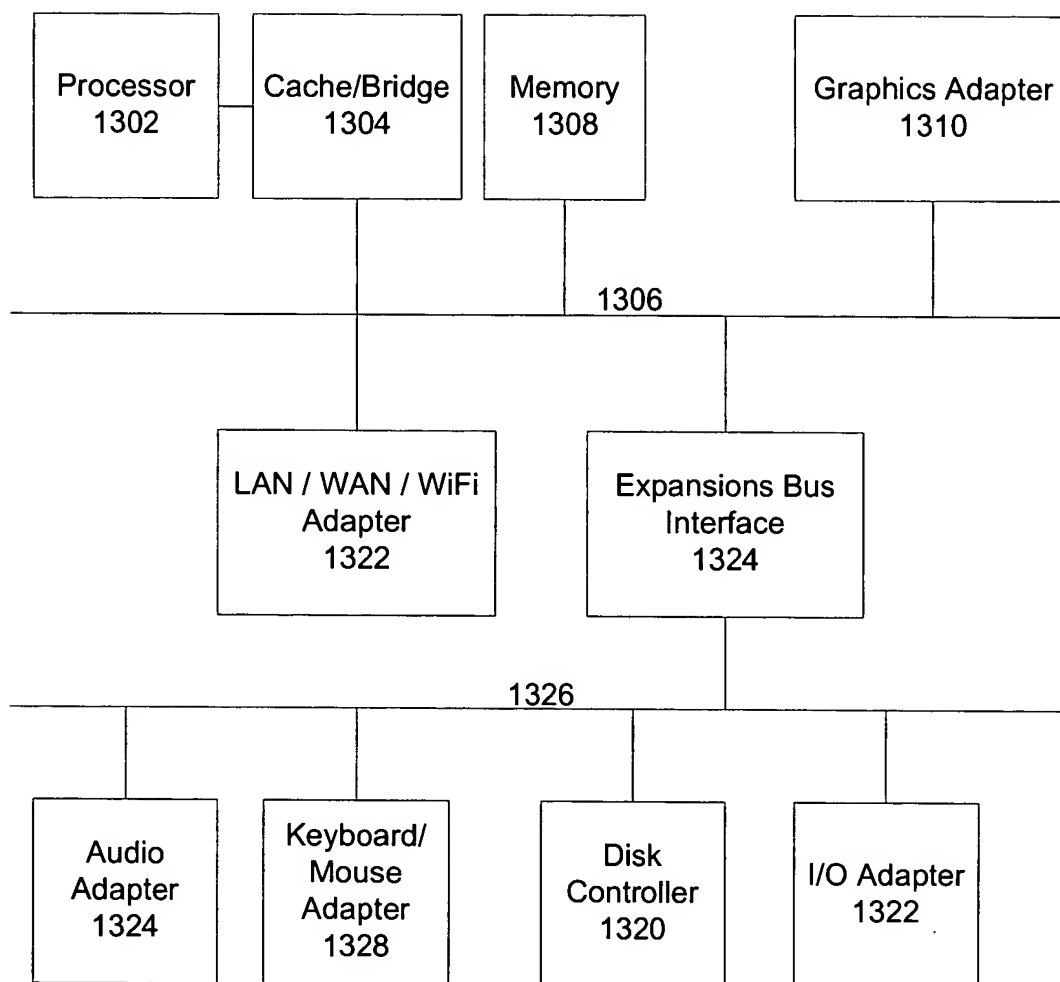 Processor
1302
Cache/Bridge
1304
Memory
1308
Graphics Adapter
1310
1306
LAN / WAN / WiFi
Adapter
1322
Expansions Bus
Interface
1324
1326
Audio
Adapter
1324
Keyboard/
Mouse
Adapter
1328
Disk
Controller
1320
I/O Adapter
1322